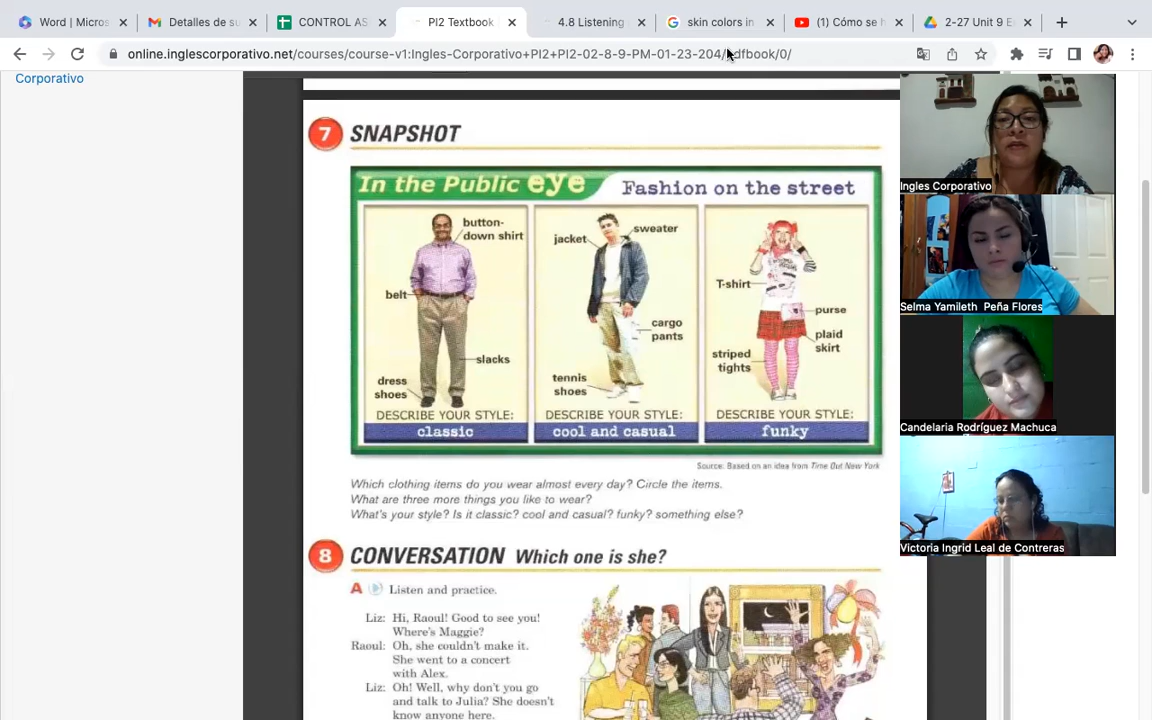 Word | Micros
Detalles de su
CONTROL AS
PI2 Textbook
4.8 Listening
skin colors in
(1) Cómo se h
2-27 Unit 9 E
online.inglescorporativo.net/courses/course-v1:Ingles-Corporativo+PI2+PI2-02-8-9-PM-01-23-204/pdfbook/0/
Corporativo
7 SNAPSHOT
In the Public eye
Fashion on the street
button-
down shirt
belt
slacks
dress
shoes
DESCRIBE YOUR STYLE:
classic
jacket
sweater
cargo
pants
tennis
shoes
DESCRIBE YOUR STYLE:
cool and casual
T-shirt
purse
plaid
skirt
striped
tights
DESCRIBE YOUR STYLE:
funky
Source: Based on an idea from Time Out New York
Which clothing items do you wear almost every day? Circle the items.
What are three more things you like to wear?
What's your style? Is it classic? cool and casual? funky? something else?
8 CONVERSATION Which one is she?
A Listen and practice.
Liz: Hi, Raoul! Good to see you!
Where's Maggie?
Raoul: Oh, she couldn't make it.
She went to a concert
with Alex.
Liz: Oh! Well, why don't you go
and talk to Julia? She doesn't
know anyone here.
Ingles Corporativo
Selma Yamileth Peña Flores
Candelaria Rodríguez Machuca
Victoria Ingrid Leal de Contreras